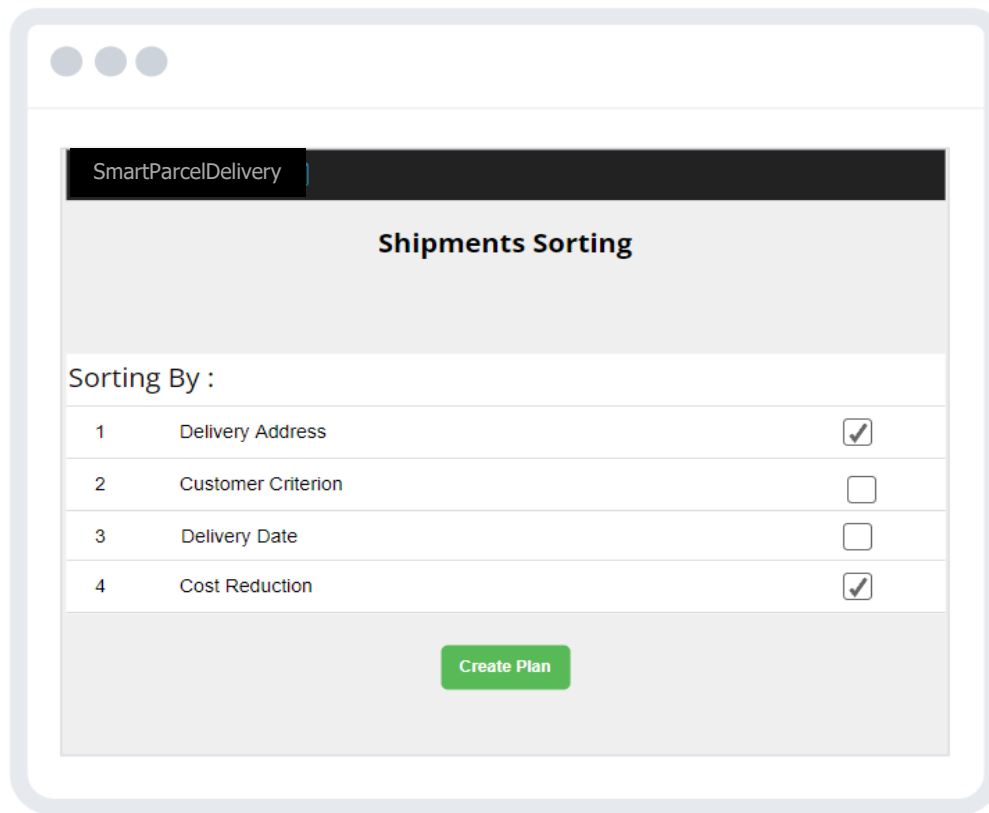 SmartParcelDelivery
Shipments Sorting
Sorting By :
1 Delivery Address
2 Customer Criterion
3 Delivery Date
4 Cost Reduction
Create Plan